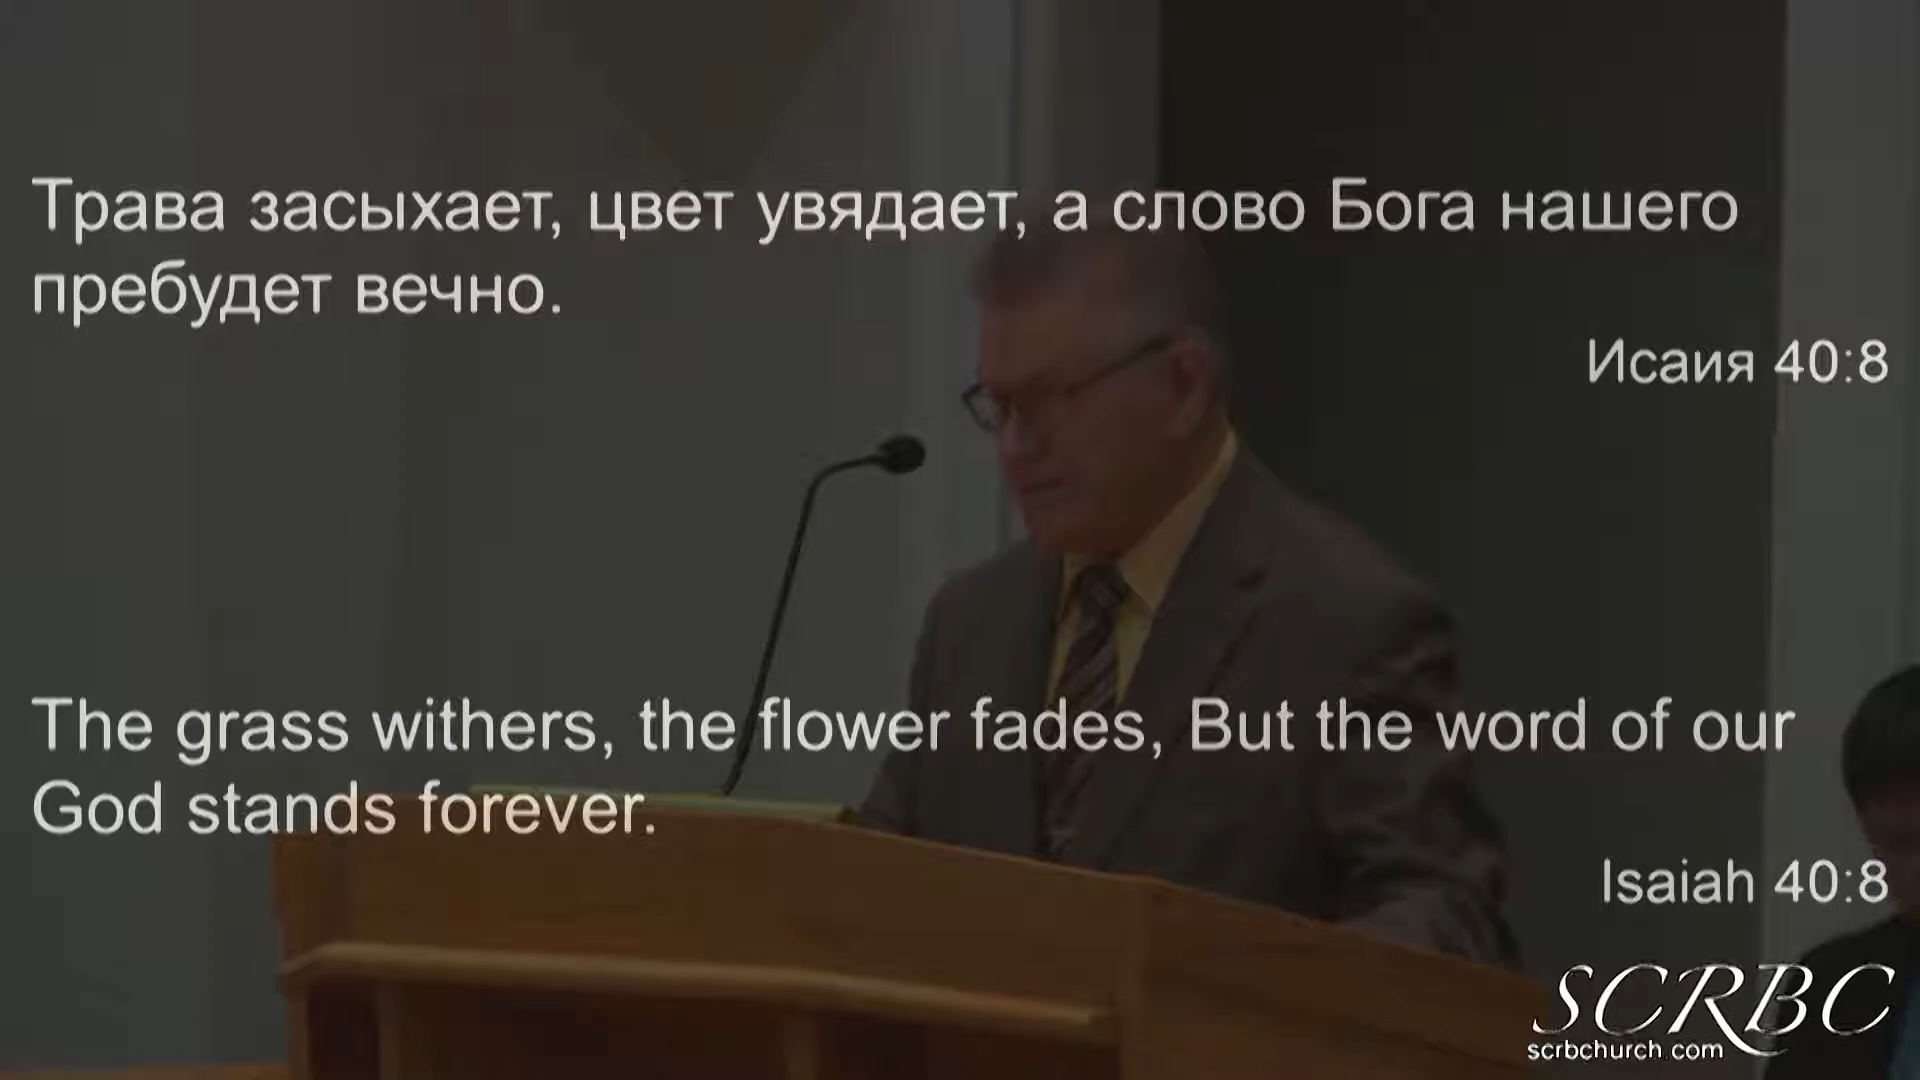 Трава засыхает, цвет увядает, а слово Бога нашего
пребудет вечно.
Исаия 40:8
The grass withers, the flower fades, But the word of our
God stands forever.
Isaiah 40:8
SCRBC
scrbchurch.com